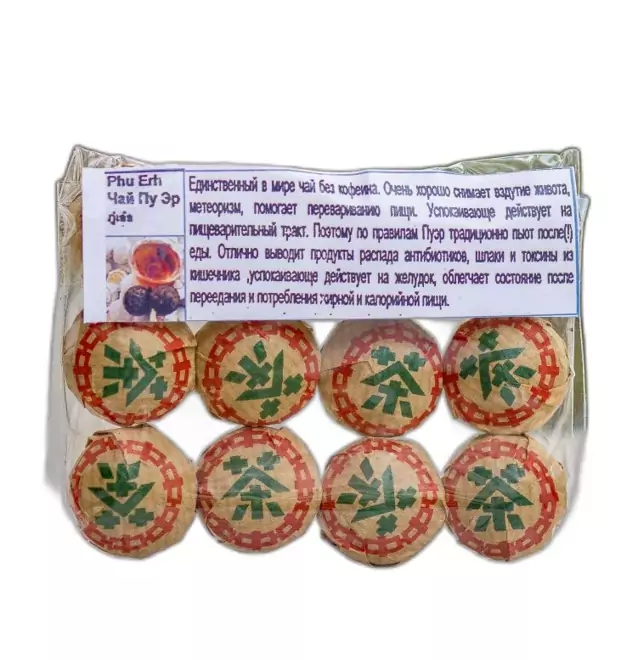 Phu Erh
Чай Пу Эр
Единственный в мире чай без кофеина. Очень хорошо снимает вздутие живота,
метеоризм, помогает перевариванию пищи. Успокаивающе действует на
пищеварительный тракт. Поэтому по правилам Пуэр традиционно пьют после(!)
еды. Отлично выводит продукты распада антибиотиков, шлаки и токсины из
кишечника ,успокаивающе действует на желудок, облегчает состояние после
переедания и потребления жирной и калорийной пищи.
茶 茶 茶 茶
茶 茶 茶 茶